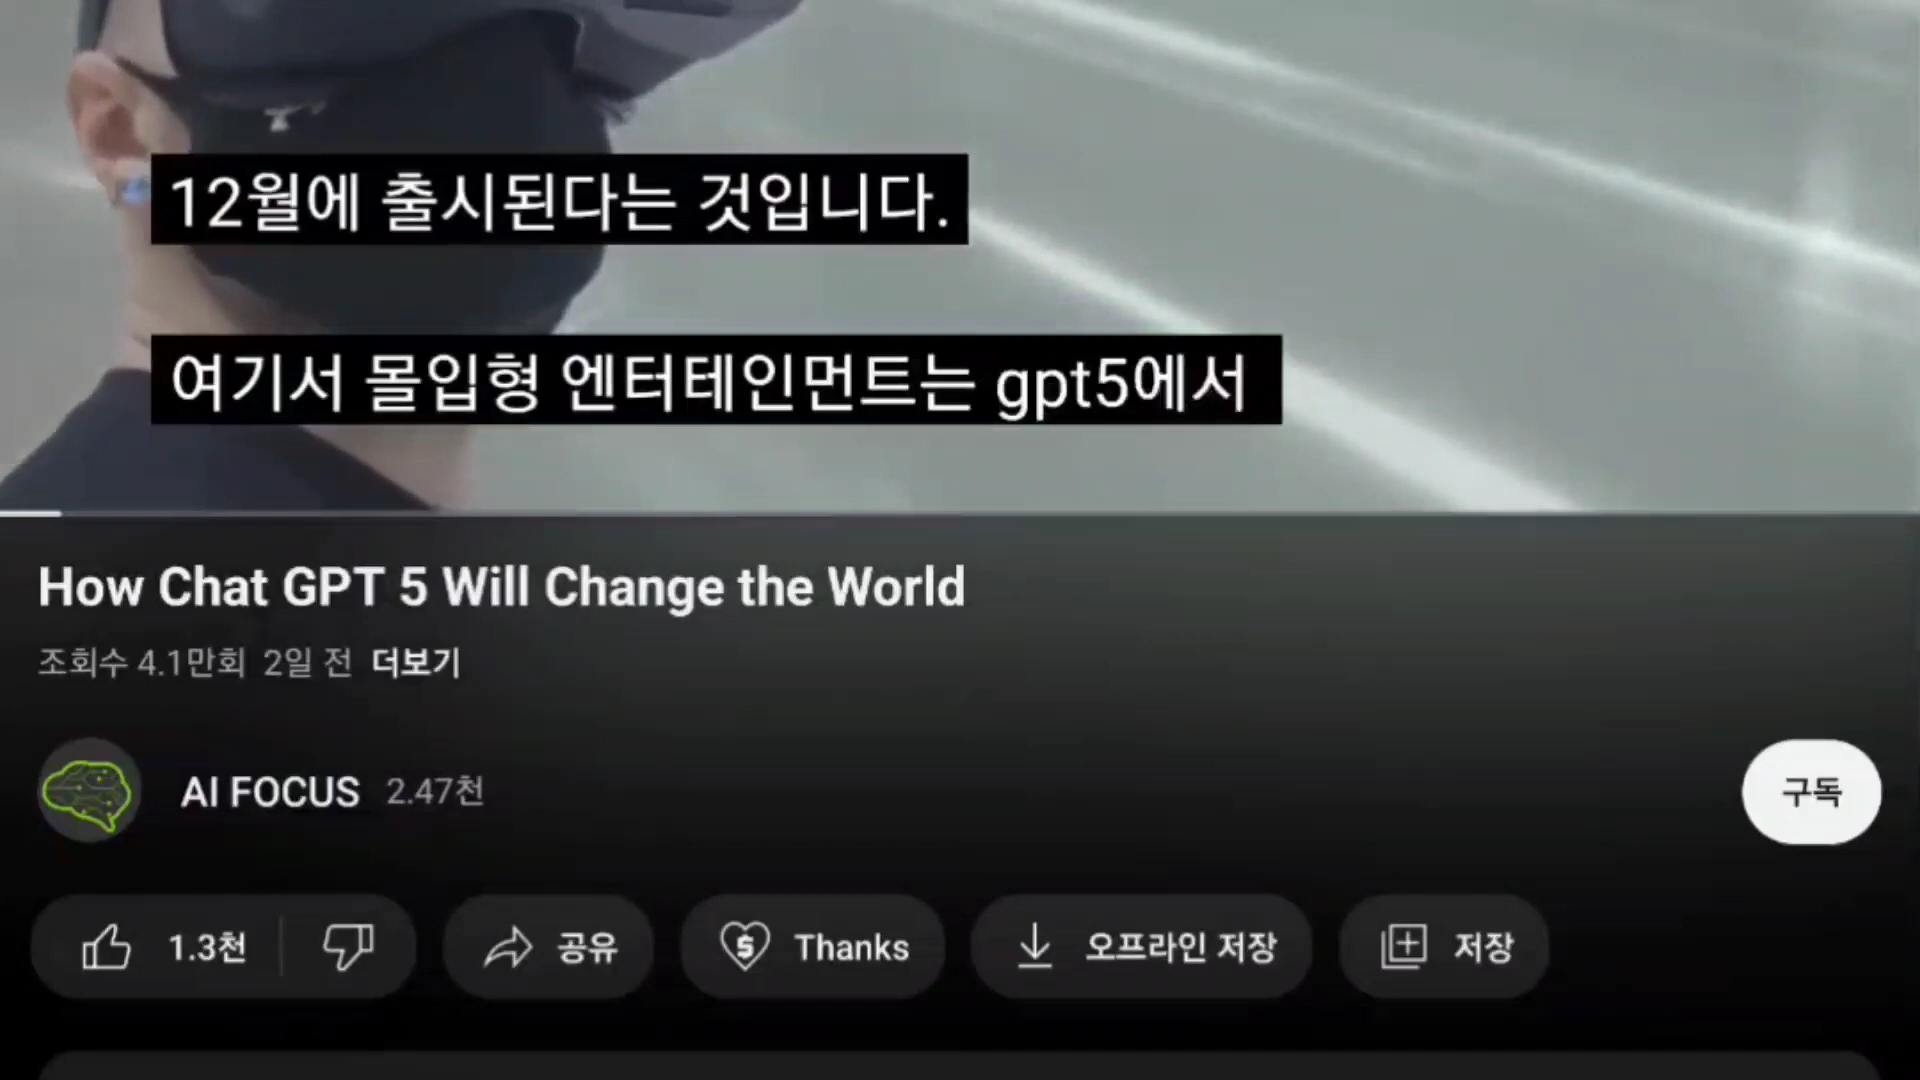 12월에 출시된다는 것입니다.
여기서 몰입형 엔터테인먼트는 gpt5에서
How Chat GPT 5 Will Change the World
조회수 4.1만회 2일 전 더보기
AI FOCUS 2.47천
구독
1.3천 공유 Thanks 오프라인 저장 저장